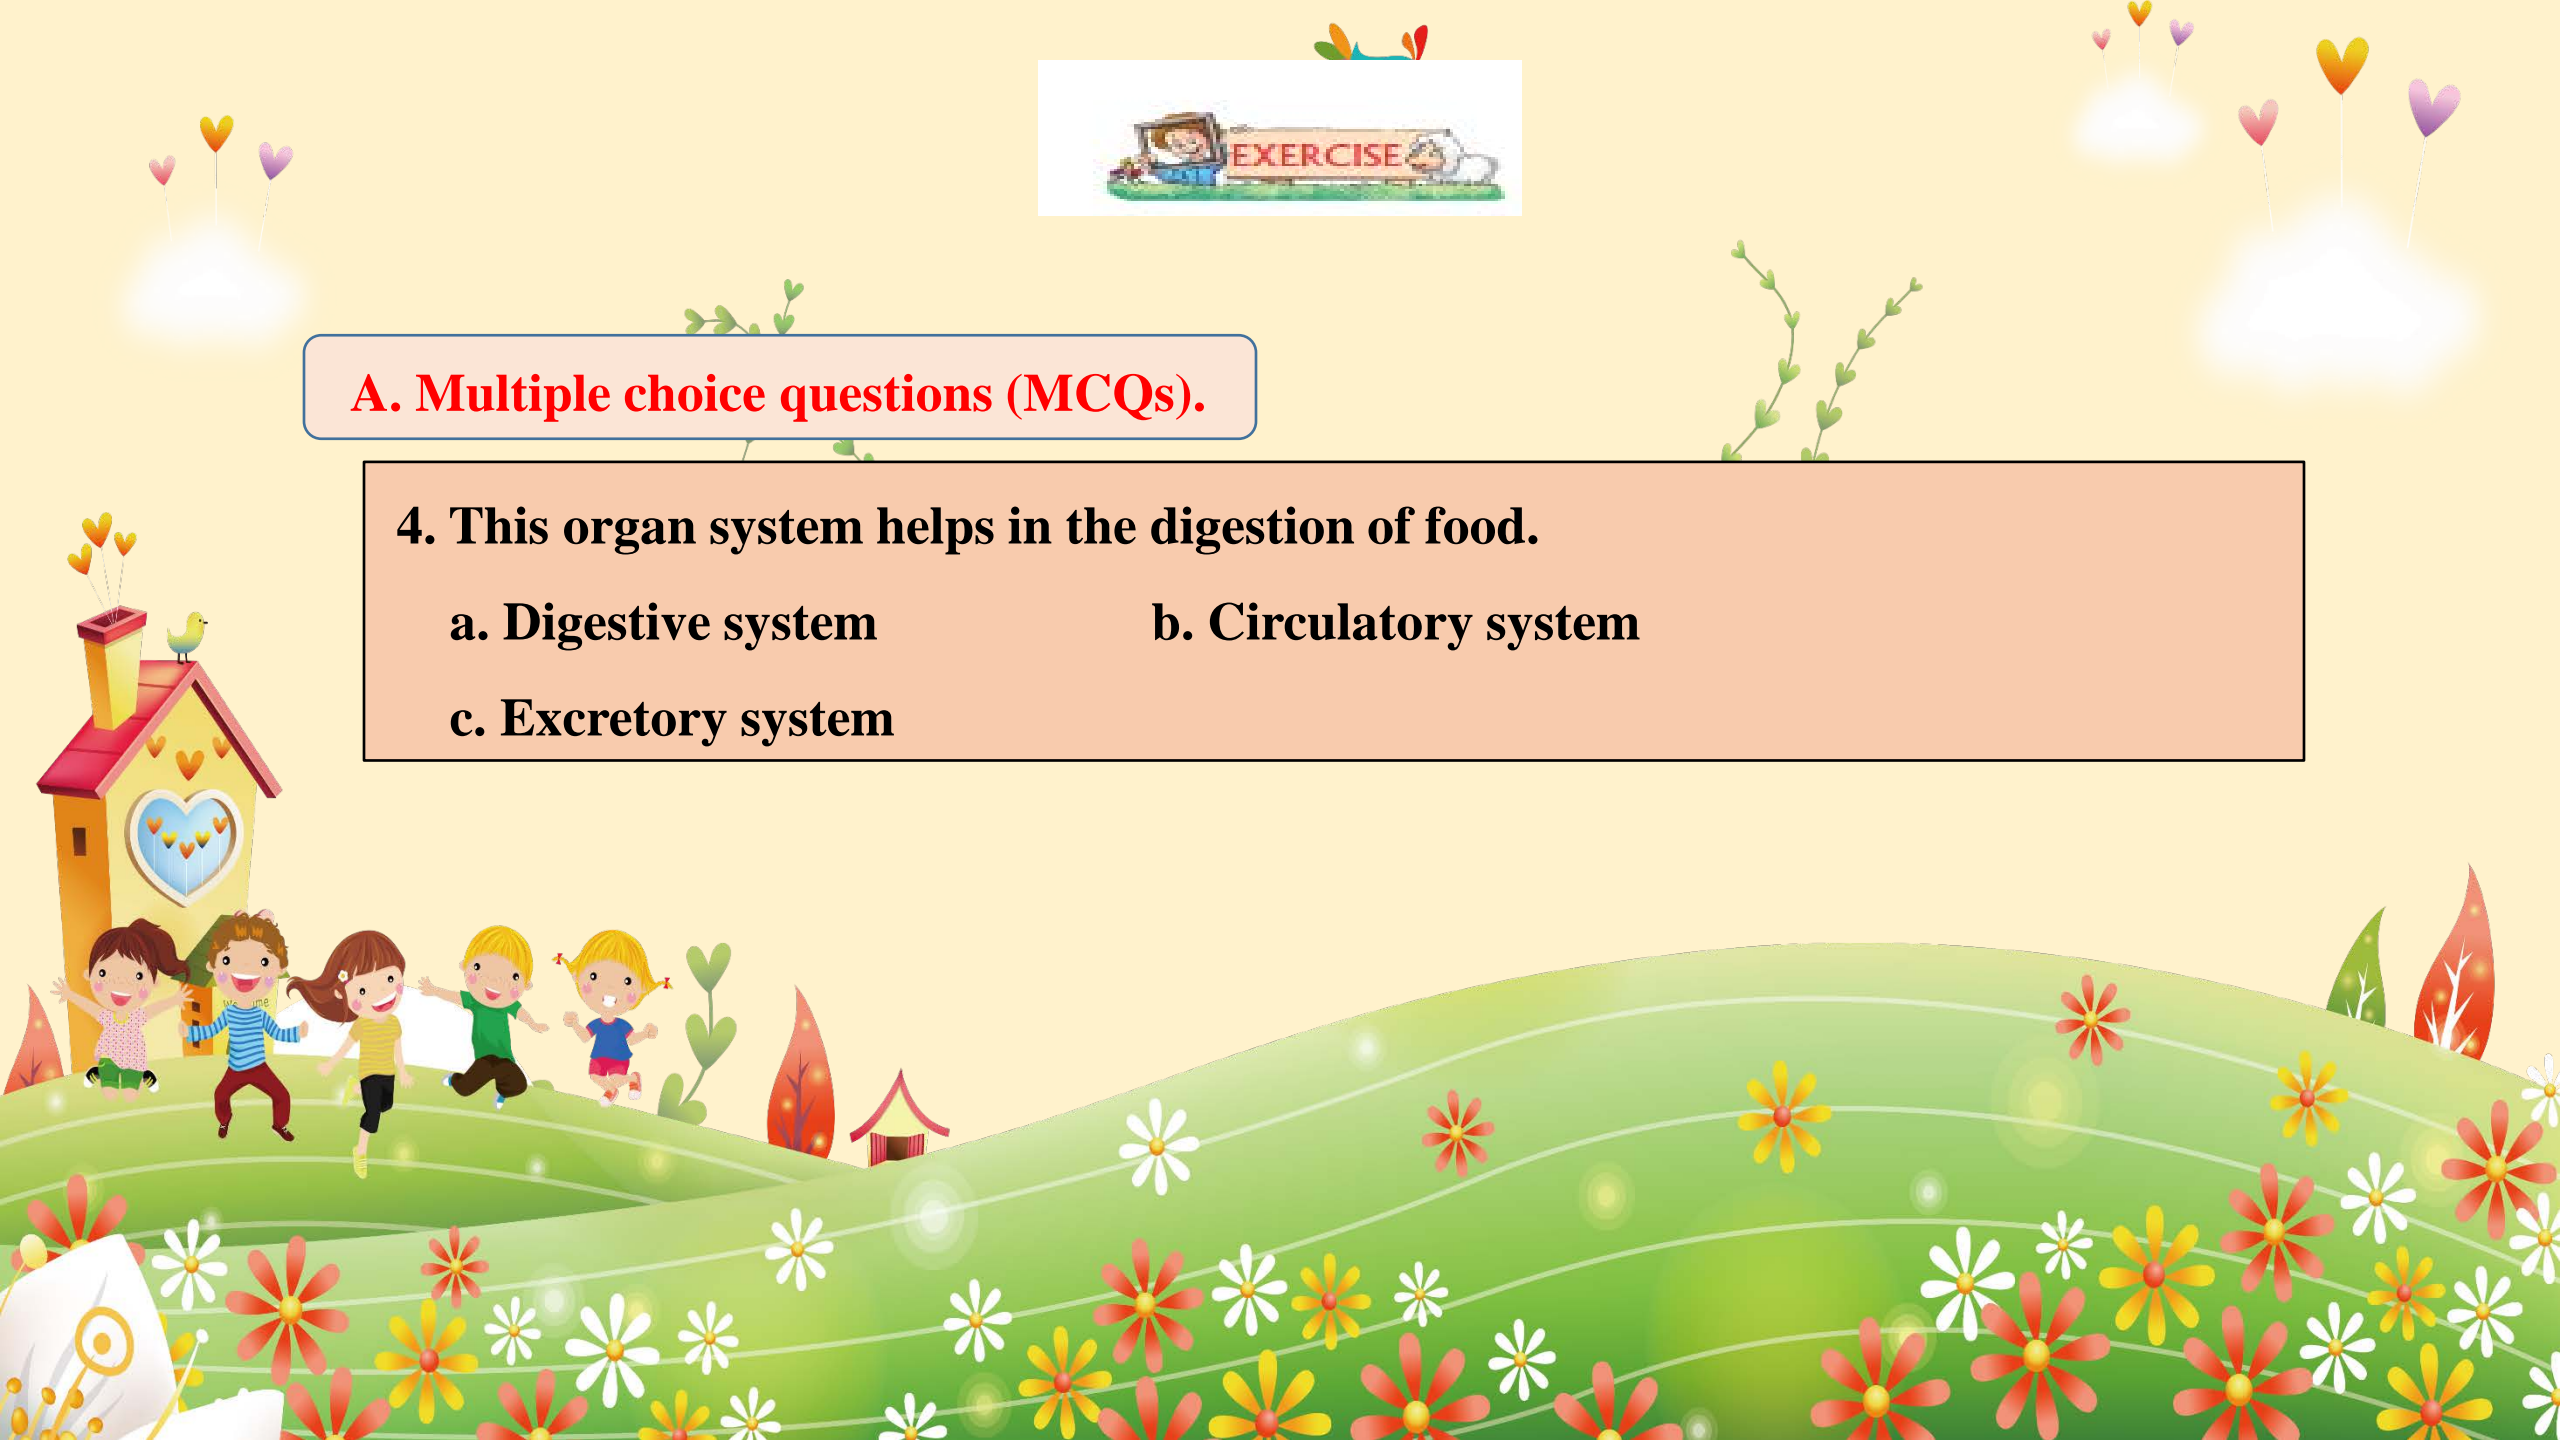 EXERCISE
A. Multiple choice questions (MCQs).
4. This organ system helps in the digestion of food.
a. Digestive system b. Circulatory system
c. Excretory system